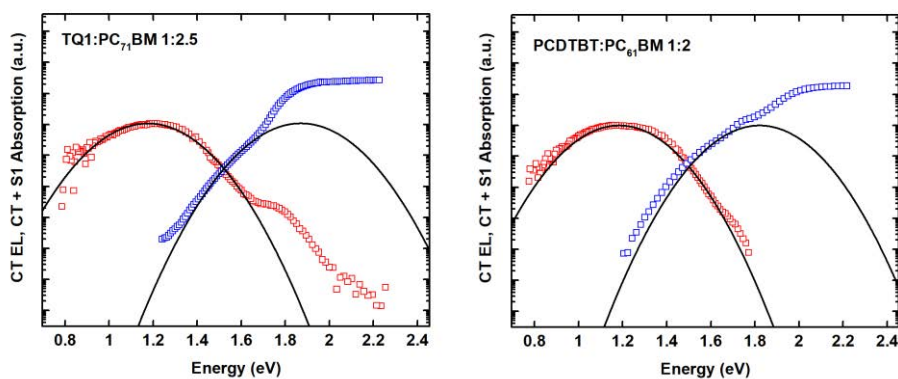 CT EL, CT + S1 Absorption (a.u.)
TQ1:PC₇₁BM 1:2.5
0.8 1 1.2 1.4 1.6 1.8 2 2.2 2.4
Energy (eV)
CT EL, CT + S1 Absorption (a.u.)
PCDTBT:PC₆₁BM 1:2
0.8 1 1.2 1.4 1.6 1.8 2 2.2 2.4
Energy (eV)